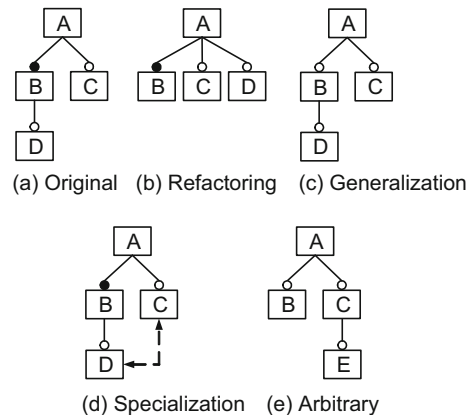 A
A
A
B
C
B
C
D
B
C
D
D
(a) Original
(b) Refactoring
(c) Generalization
A
A
B
C
B
C
D
E
(d) Specialization
(e) Arbitrary